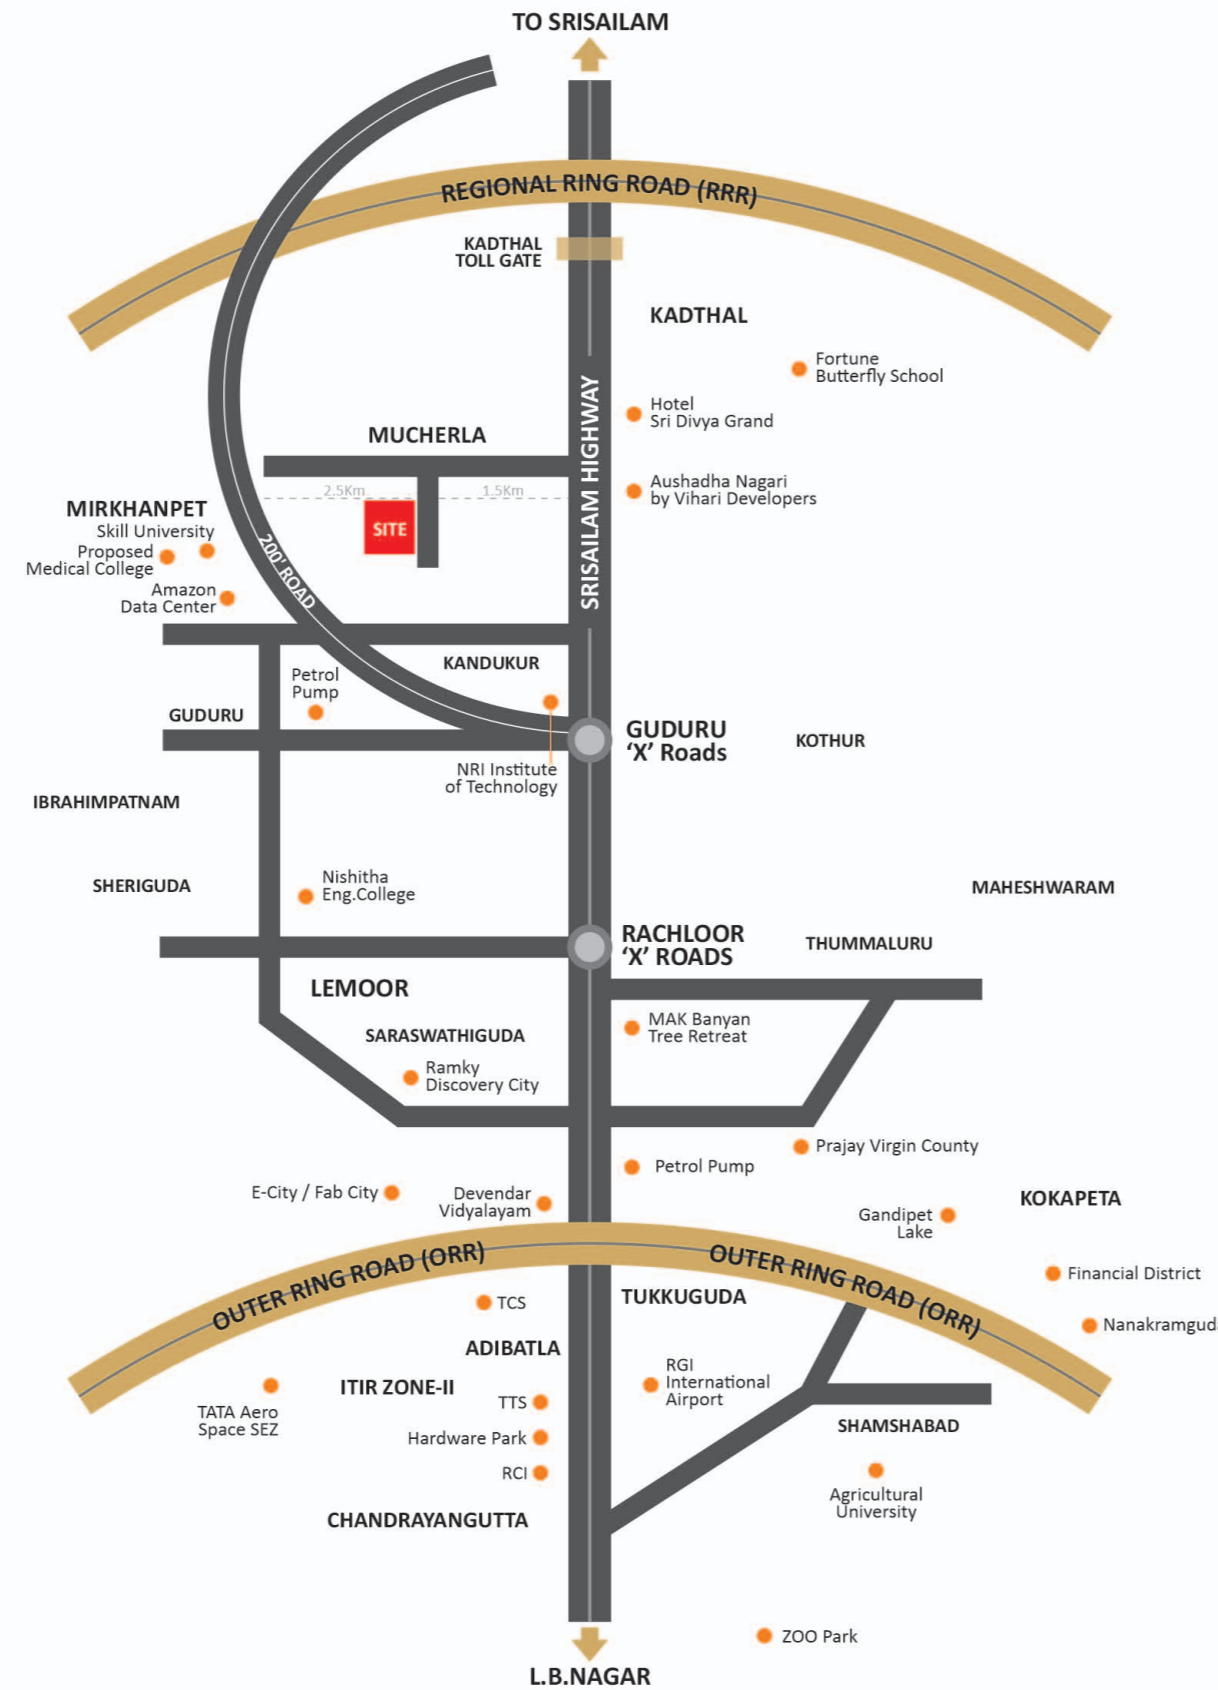 TO SRISAILAM
REGIONAL RING ROAD (RRR)
KADTHAL
TOLL GATE
KADTHAL
Fortune
Butterfly School
Hotel
Sri Divya Grand
SRISAILAM HIGHWAY
MUCHERLA
Aushadha Nagari
by Vihari Developers
2.5Km
1.5Km
SITE
MIRKHANPET
Skill University
Proposed
Medical College
Amazon
Data Center
200' ROAD
KANDUKUR
Petrol
Pump
GUDURU
GUDURU
‘X’ Roads
KOTHUR
NRI Institute
of Technology
IBRAHIMPATNAM
SHERIGUDA
Nishitha
Eng.College
MAHESHWARAM
RACHLOOR
‘X’ ROADS
THUMMALURU
LEMOOR
SARASWATHIGUDA
MAK Banyan
Tree Retreat
Ramky
Discovery City
Prajay Virgin County
Petrol Pump
E-City / Fab City
Devendar
Vidyalayam
KOKAPETA
Gandipet
Lake
OUTER RING ROAD (ORR)
OUTER RING ROAD (ORR)
Financial District
TCS
TUKKUGUDA
Nanakramgud
ADIBATLA
RGI
International
Airport
ITIR ZONE-II
TTS
TATA Aero
Space SEZ
Hardware Park
SHAMSHABAD
RCI
Agricultural
University
CHANDRAYANGUTTA
ZOO Park
L.B.NAGAR